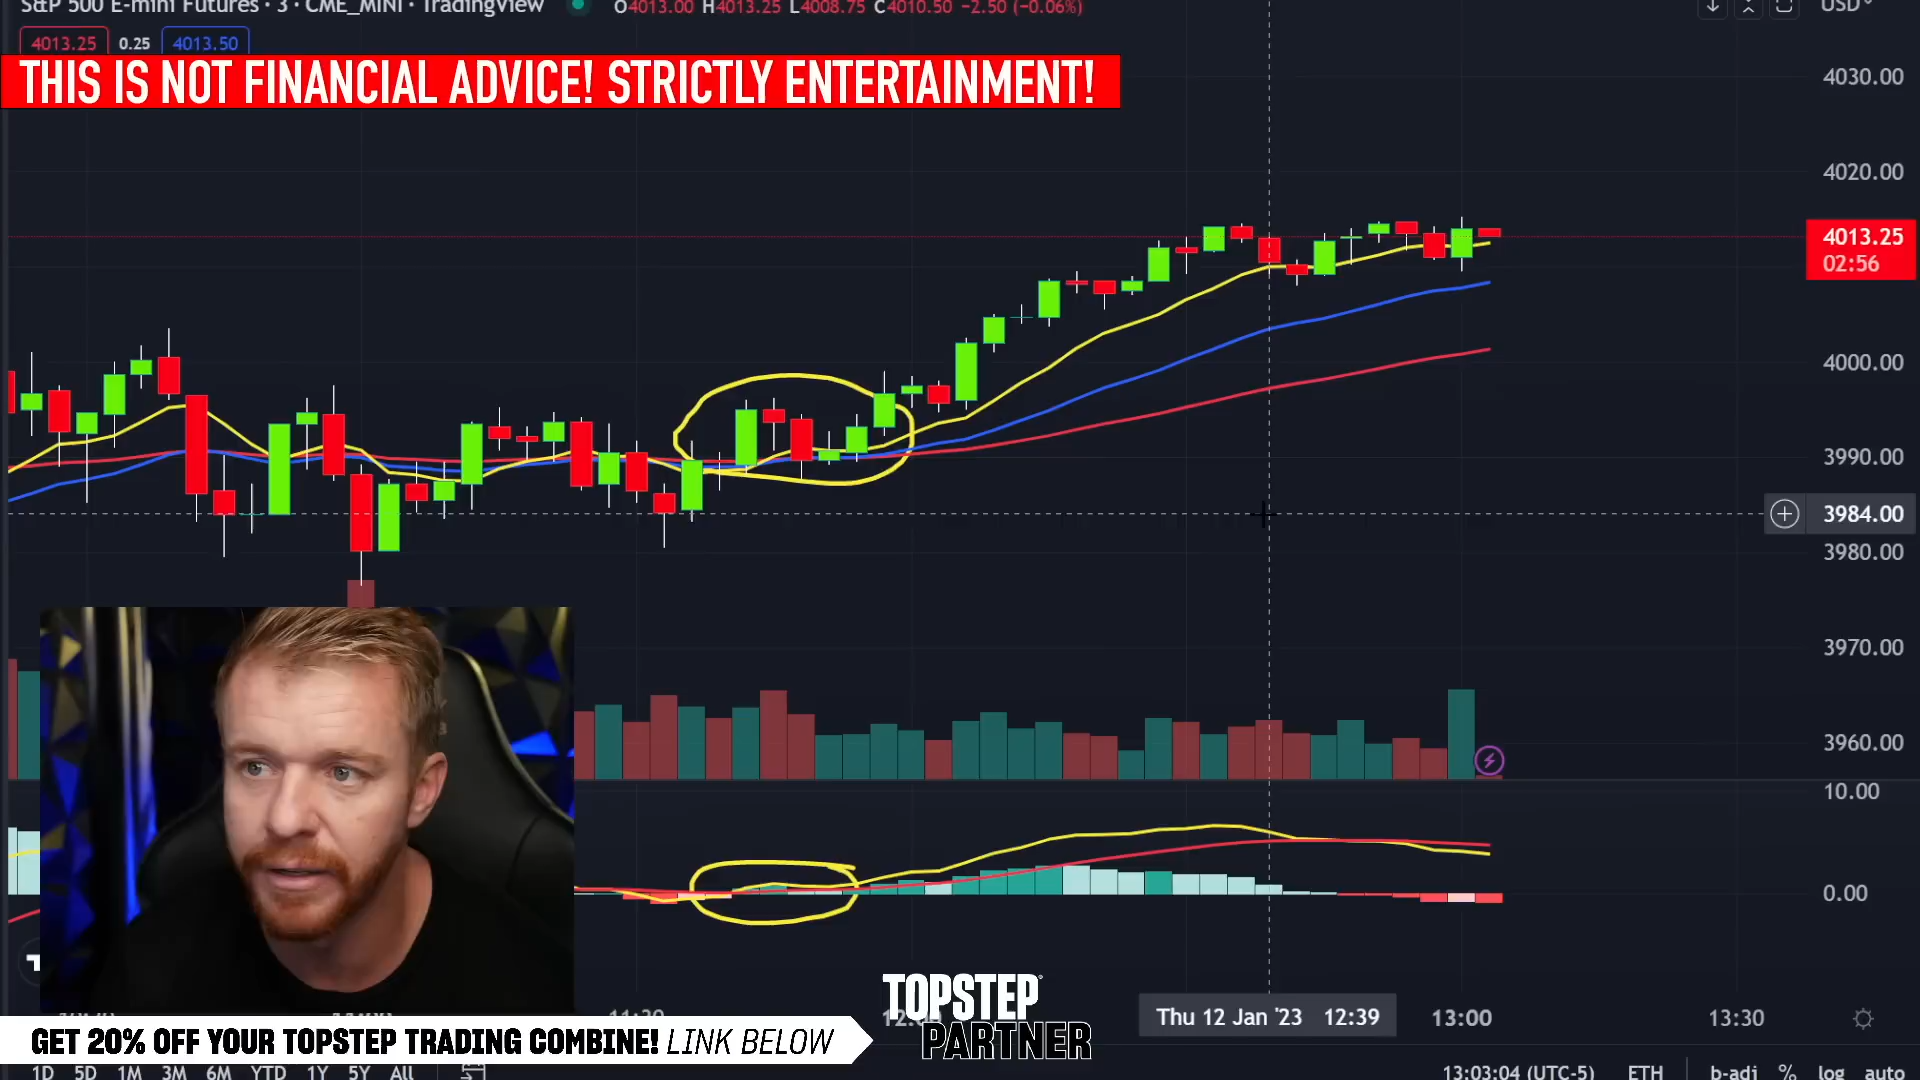 S&P 500 E-mini Futures · 3 · CME_MINI · TradingView O4013.00 H4013.25 L4008.75 C4010.50 −2.50 (−0.06%) USD
4013.25 0.25 4013.50
THIS IS NOT FINANCIAL ADVICE! STRICTLY ENTERTAINMENT!
4030.00
4020.00
4013.25
02:56
4000.00
3990.00
3984.00
3980.00
3970.00
3960.00
10.00
0.00
TOPSTEP
PARTNER
Thu 12 Jan '23 12:39 13:00 13:30
GET 20% OFF YOUR TOPSTEP TRADING COMBINE! LINK BELOW
1D 5D 1M 3M 6M YTD 1Y 5Y All 13:03:04 (UTC-5) ETH b-adj % log auto